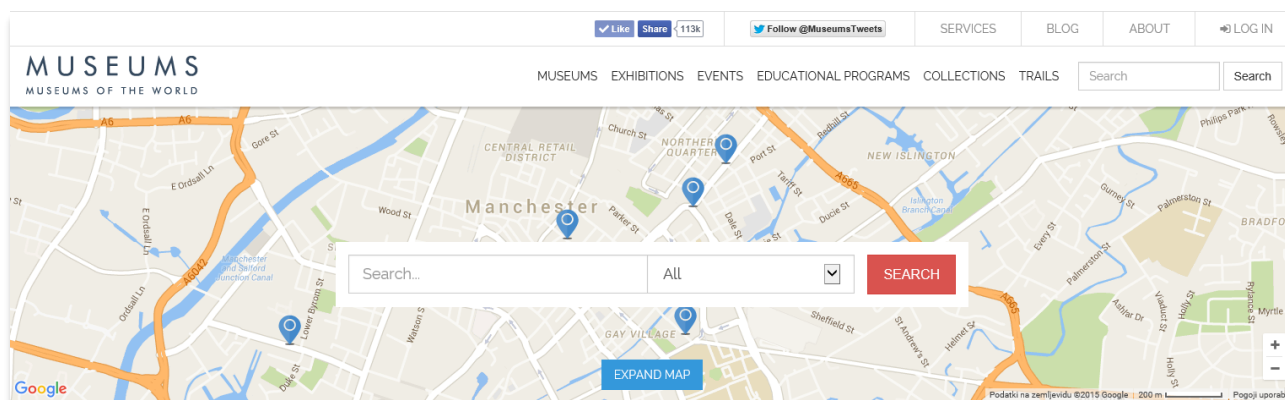 Like Share 113k
Follow @MuseumsTweets
SERVICES
BLOG
ABOUT
LOG IN
MUSEUMS
MUSEUMS OF THE WORLD
MUSEUMS EXHIBITIONS EVENTS EDUCATIONAL PROGRAMS COLLECTIONS TRAILS
Search
Search
A6
A6
Gore St
Church St
Redhill St
Philips Park
CENTRAL RETAIL
DISTRICT
NORTHERN
QUARTER
Port St
NEW ISLINGTON
E Ordsall Ln
A665
Tariff St
Gurney St
Palmerston St
E Ordsall Ln
Wood St
Manchester
Parker St
Dale St
Ducie St
Islington
Branch Canal
Every St
BRADFO
Manchester
and Salford
Junction Canal
A6042
Search...
All
SEARCH
Palmerston St
Ordsall Ln
Lower Byrom St
Watson St
Duke St
GAY VILLAGE
Sheffield St
St Andrew's St
Helmet St
A665
Ashjar Dr
Viaduct St
Holly St
Rylance St
Myrtle
EXPAND MAP
+
-
Google
Podatki na zemljevidu ©2015 Google
200 m
Pogoji uporab